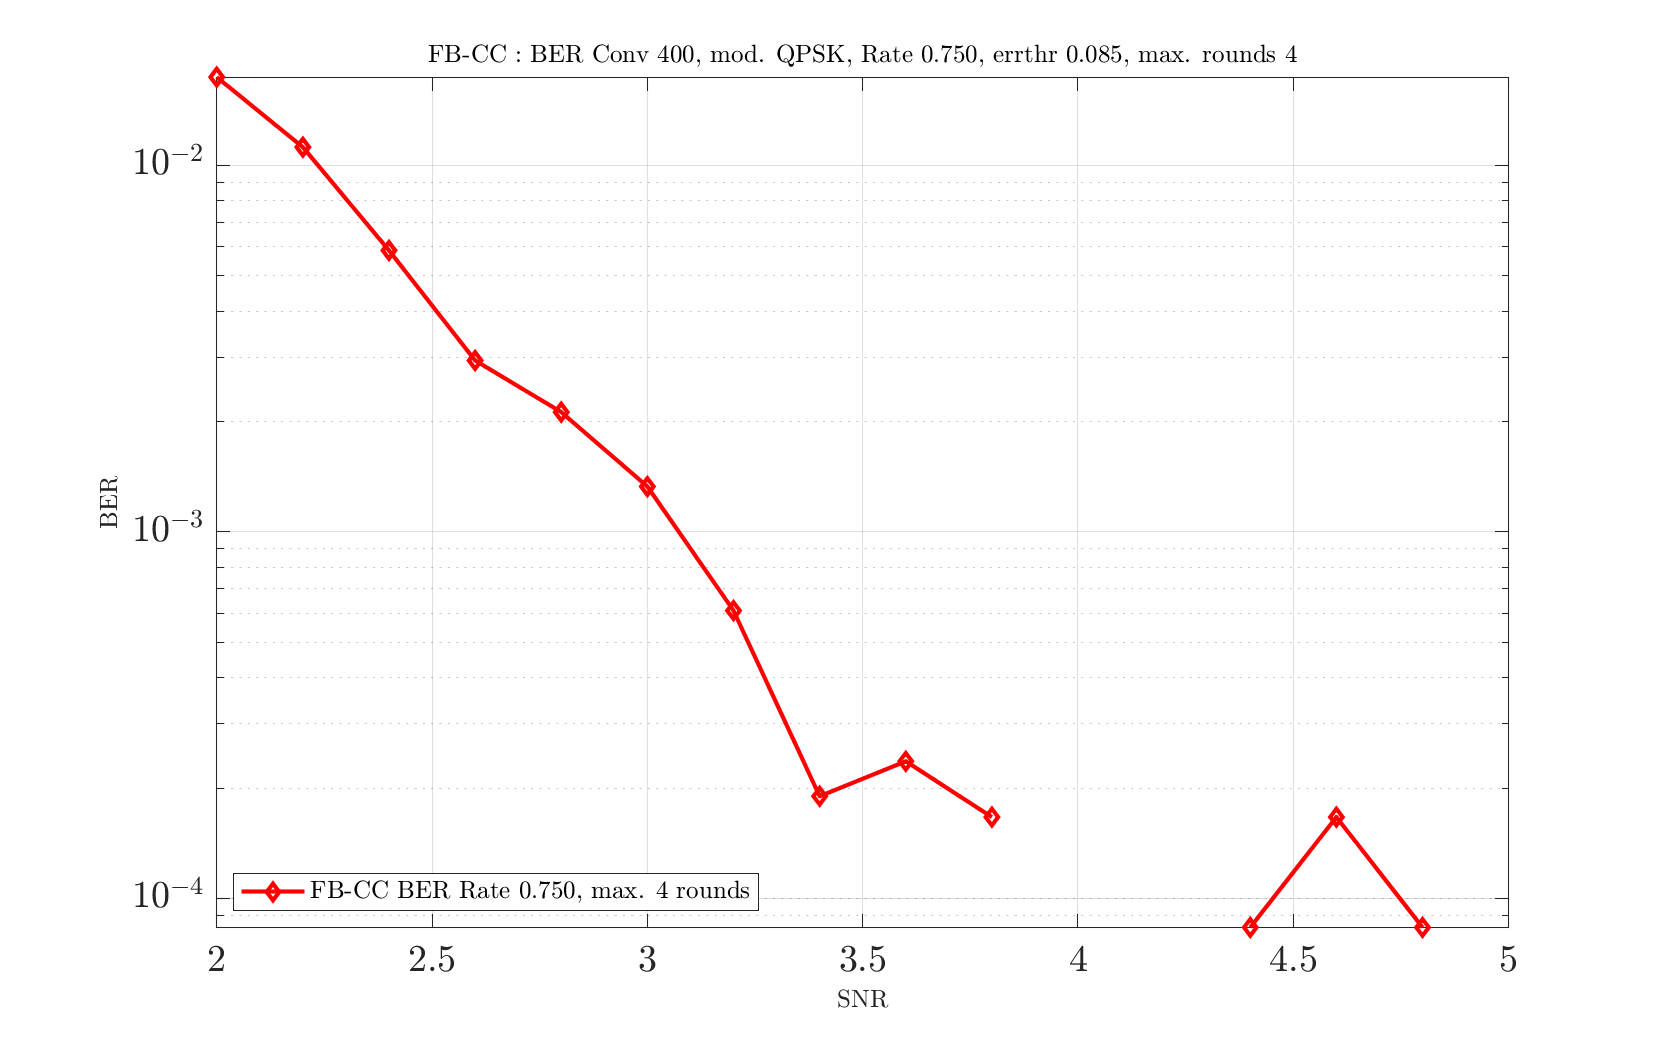 FB-CC : BER Conv 400, mod. QPSK, Rate 0.750, errthr 0.085, max. rounds 4
10⁻²
10⁻³
10⁻⁴
BER
FB-CC BER Rate 0.750, max. 4 rounds
2 2.5 3 3.5 4 4.5 5
SNR